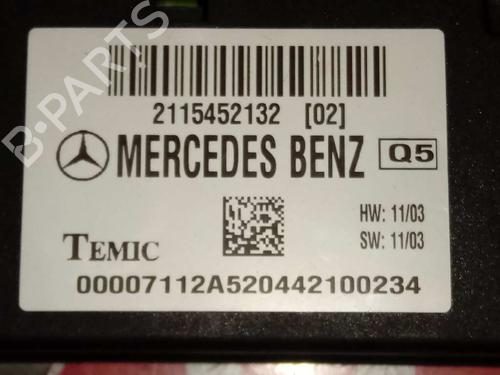 B-PARTS
2115452132 [02]
MERCEDES BENZ Q5
HW: 11/03
SW: 11/03
TEMIC
00007112A520442100234